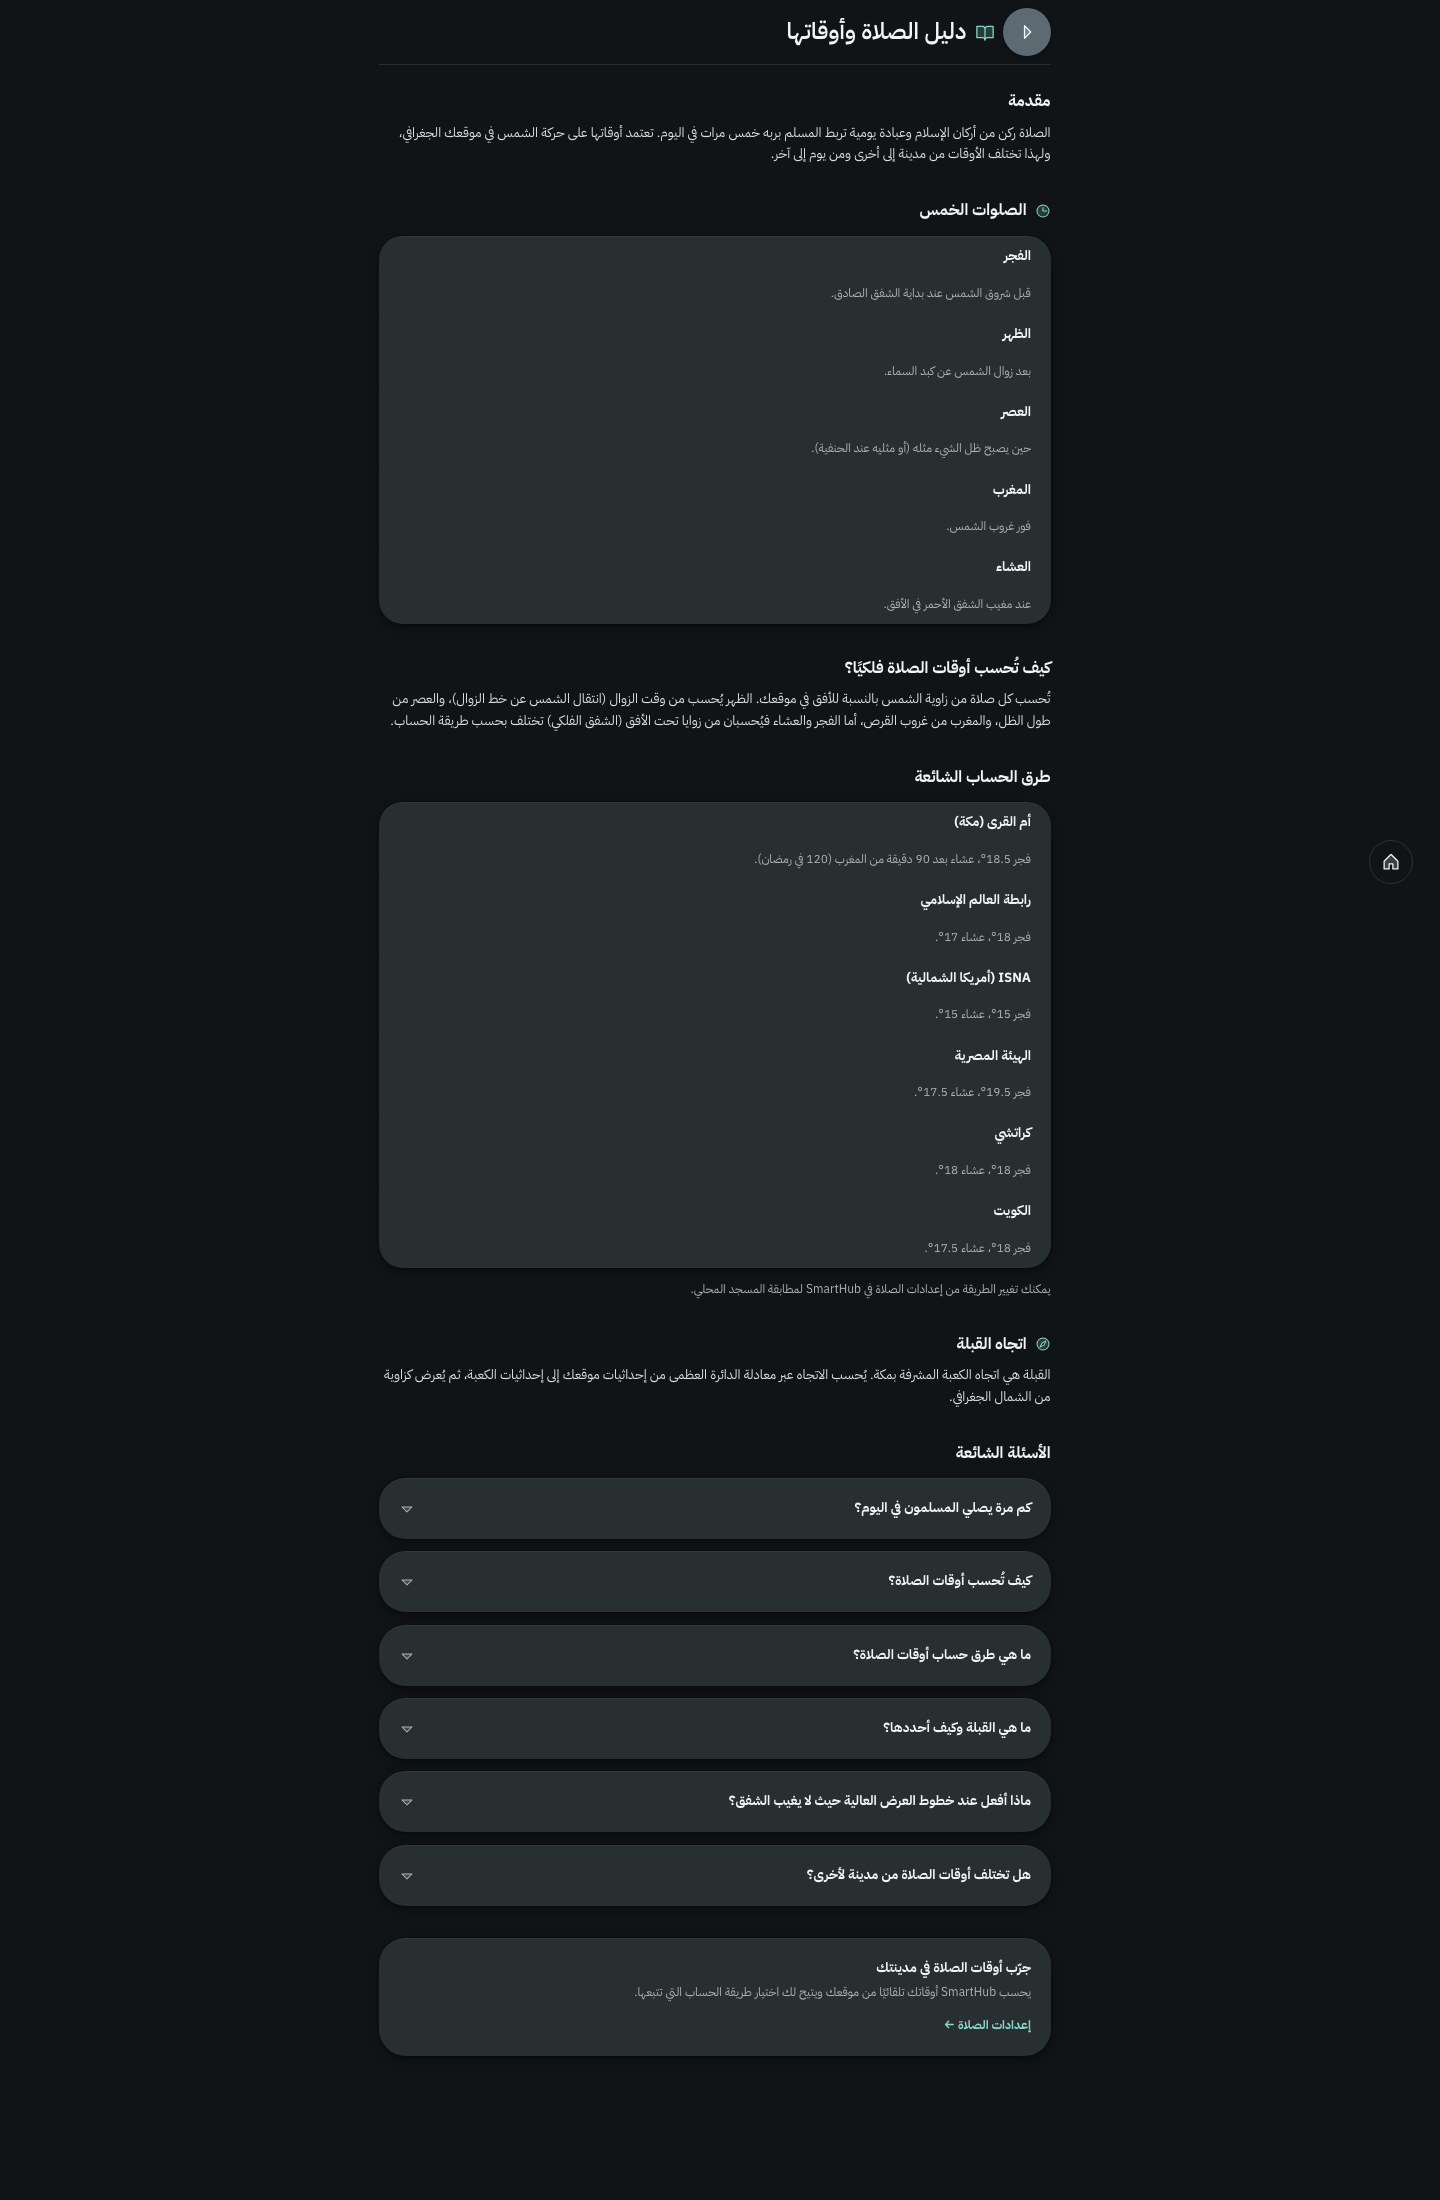 دليل الصلاة وأوقاتها
مقدمة
الصلاة ركن من أركان الإسلام وعبادة يومية تربط المسلم بربه خمس مرات في اليوم. تعتمد أوقاتها على حركة الشمس في موقعك الجغرافي،
ولهذا تختلف الأوقات من مدينة إلى أخرى ومن يوم إلى آخر.
الصلوات الخمس
الفجر
قبل شروق الشمس عند بداية الشفق الصادق.
الظهر
بعد زوال الشمس عن كبد السماء.
العصر
حين يصبح ظل الشيء مثله (أو مثليه عند الحنفية).
المغرب
فور غروب الشمس.
العشاء
عند مغيب الشفق الأحمر في الأفق.
كيف تُحسب أوقات الصلاة فلكيًا؟
تُحسب كل صلاة من زاوية الشمس بالنسبة للأفق في موقعك. الظهر يُحسب من وقت الزوال (انتقال الشمس عن خط الزوال)، والعصر من
طول الظل، والمغرب من غروب القرص، أما الفجر والعشاء فيُحسبان من زوايا تحت الأفق (الشفق الفلكي) تختلف بحسب طريقة الحساب.
طرق الحساب الشائعة
أم القرى (مكة)
فجر 18.5°، عشاء بعد 90 دقيقة من المغرب (120 في رمضان).
رابطة العالم الإسلامي
فجر 18°، عشاء 17°.
ISNA (أمريكا الشمالية)
فجر 15°، عشاء 15°.
الهيئة المصرية
فجر 19.5°، عشاء 17.5°.
كراتشي
فجر 18°، عشاء 18°.
الكويت
فجر 18°، عشاء 17.5°.
يمكنك تغيير الطريقة من إعدادات الصلاة في SmartHub لمطابقة المسجد المحلي.
اتجاه القبلة
القبلة هي اتجاه الكعبة المشرفة بمكة. يُحسب الاتجاه عبر معادلة الدائرة العظمى من إحداثيات موقعك إلى إحداثيات الكعبة، ثم يُعرض كزاوية
من الشمال الجغرافي.
الأسئلة الشائعة
كم مرة يصلي المسلمون في اليوم؟
كيف تُحسب أوقات الصلاة؟
ما هي طرق حساب أوقات الصلاة؟
ما هي القبلة وكيف أحددها؟
ماذا أفعل عند خطوط العرض العالية حيث لا يغيب الشفق؟
هل تختلف أوقات الصلاة من مدينة لأخرى؟
جرّب أوقات الصلاة في مدينتك
يحسب SmartHub أوقاتك تلقائيًا من موقعك ويتيح لك اختيار طريقة الحساب التي تتبعها.
إعدادات الصلاة ←